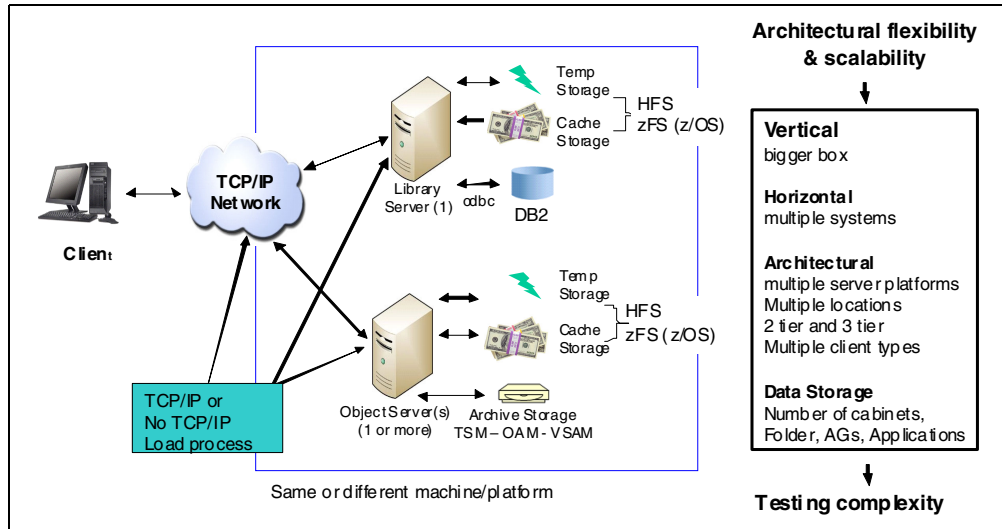 Client
TCP/IP
Network
Library
Server (1)
Temp
Storage
Cache
Storage
HFS
zFS (z/OS)
odbc
DB2
Object Server(s)
(1 or more)
Temp
Storage
Cache
Storage
HFS
zFS (z/OS)
Archive Storage
TSM – OAM - VSAM
TCP/IP or
No TCP/IP
Load process
Same or different machine/platform
Architectural flexibility
& scalability
Vertical
bigger box
Horizontal
multiple systems
Architectural
multiple server platforms
Multiple locations
2 tier and 3 tier
Multiple client types
Data Storage
Number of cabinets,
Folder, AGs, Applications
Testing complexity